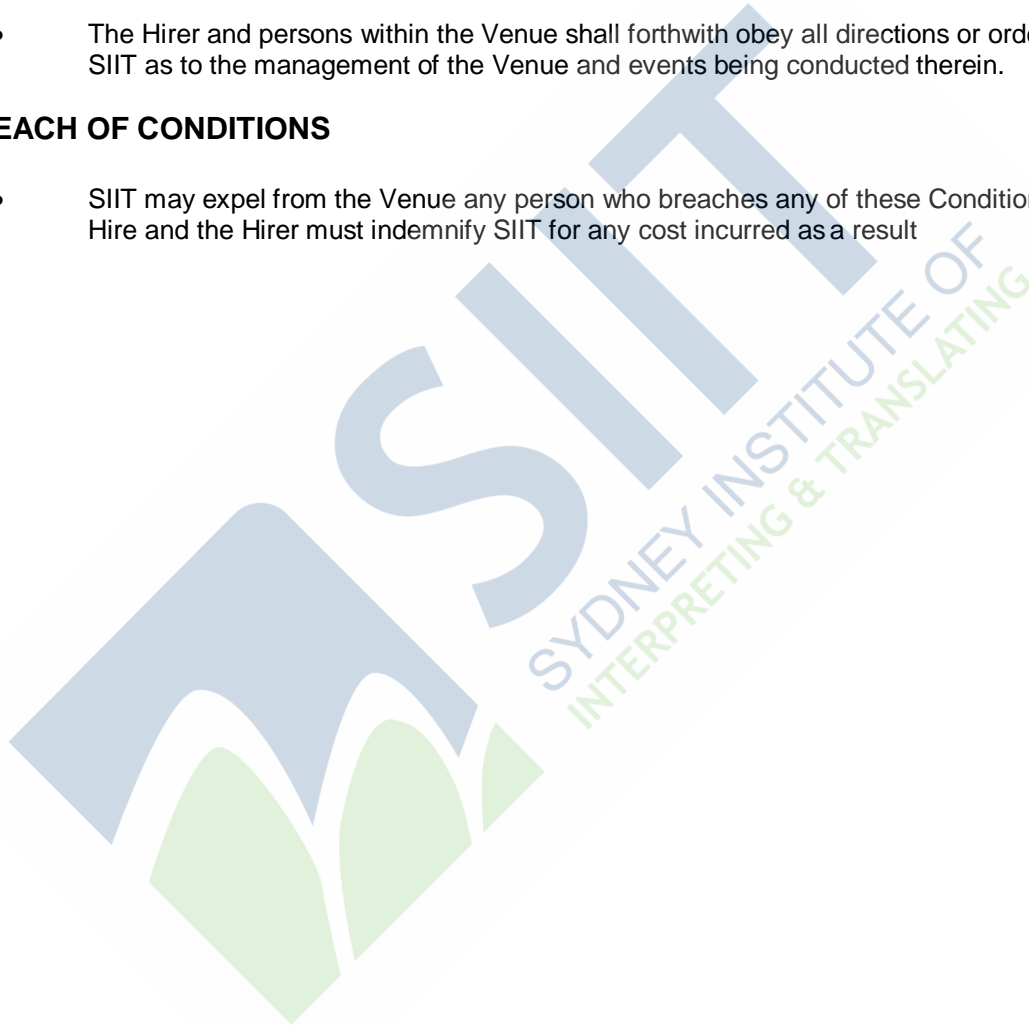 • The Hirer and persons within the Venue shall forthwith obey all directions or
SIIT as to the management of the Venue and events being conducted therein.
OF CONDITIONS
• SIIT may expel from the Venue any person who breaches any of these
Hire and the Hirer must indemnify SIIT for any cost incurred as a result
SIIT
SYDNEY INSTITUTE OF
INTERPRETING & TRANSLATING